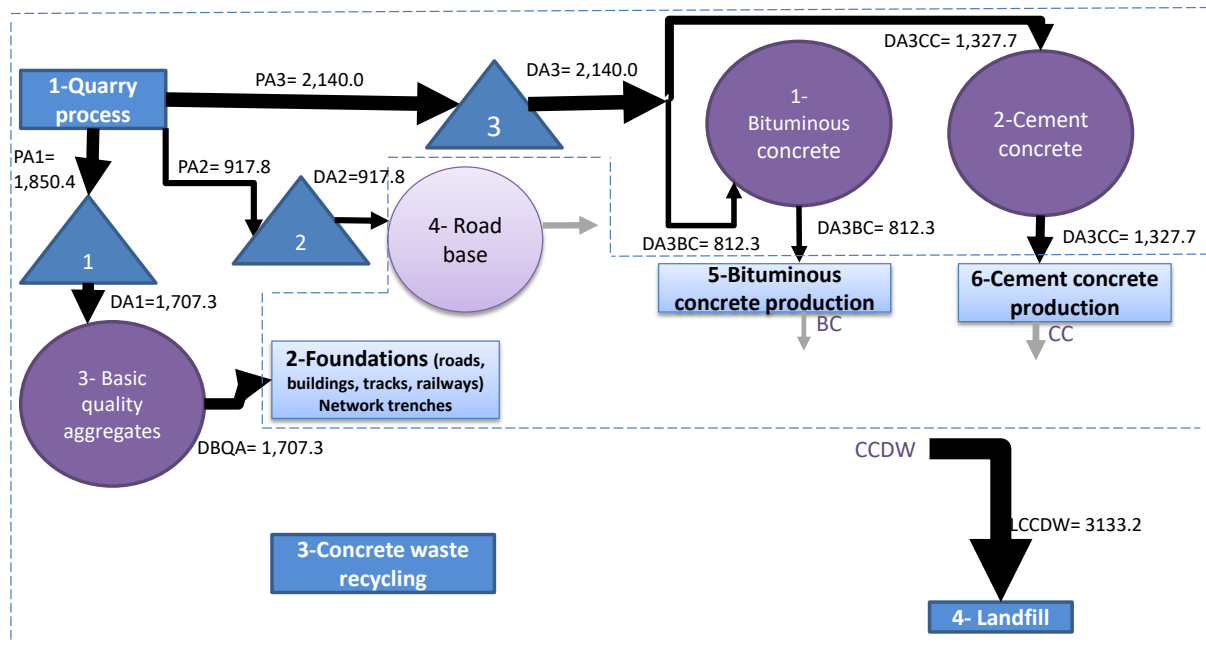 DA3CC= 1,327.7
PA3= 2,140.0
DA3= 2,140.0
1-Quarry
process
3
1-
Bituminous
concrete
2-Cement
concrete
PA1=
1,850.4
PA2= 917.8
DA2=917.8
1
2
4- Road
base
DA3BC= 812.3
DA3BC= 812.3
DA3CC= 1,327.7
5-Bituminous
concrete production
6-Cement concrete
production
DA1=1,707.3
BC
CC
3- Basic
quality
aggregates
2-Foundations (roads,
buildings, tracks, railways)
Network trenches
DBQA= 1,707.3
CCDW
LCCDW= 3133.2
3-Concrete waste
recycling
4- Landfill